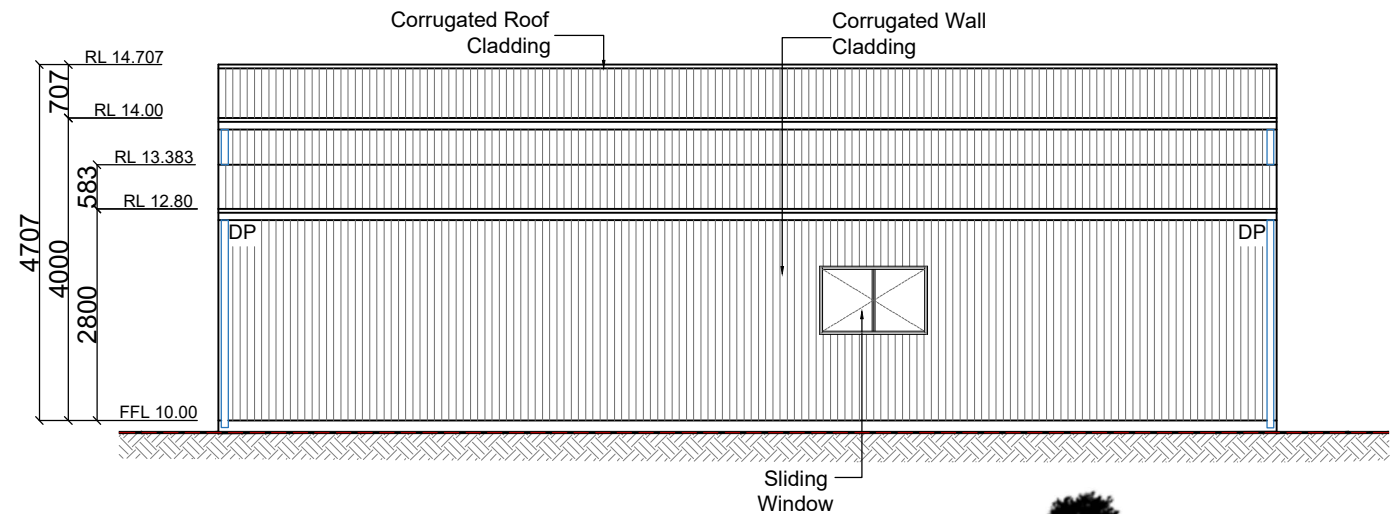 Corrugated Roof
Cladding
Corrugated Wall
Cladding
RL 14.707
707
RL 14.00
RL 13.383
583
RL 12.80
4707
4000
2800
DP
DP
FFL 10.00
Sliding
Window